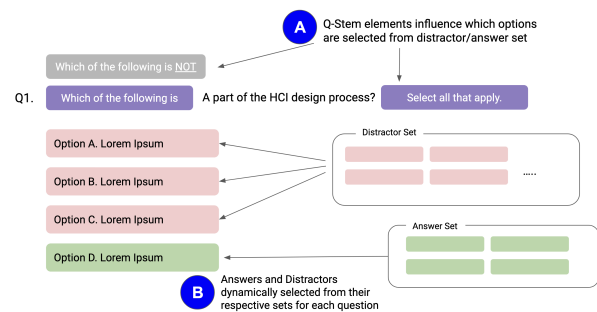 A
Q-Stem elements influence which options
are selected from distractor/answer set
Which of the following is NOT
Q1.
Which of the following is
A part of the HCI design process?
Select all that apply.
Distractor Set
Option A. Lorem Ipsum
Option B. Lorem Ipsum
.....
Option C. Lorem Ipsum
Answer Set
Option D. Lorem Ipsum
B
Answers and Distractors
dynamically selected from their
respective sets for each question